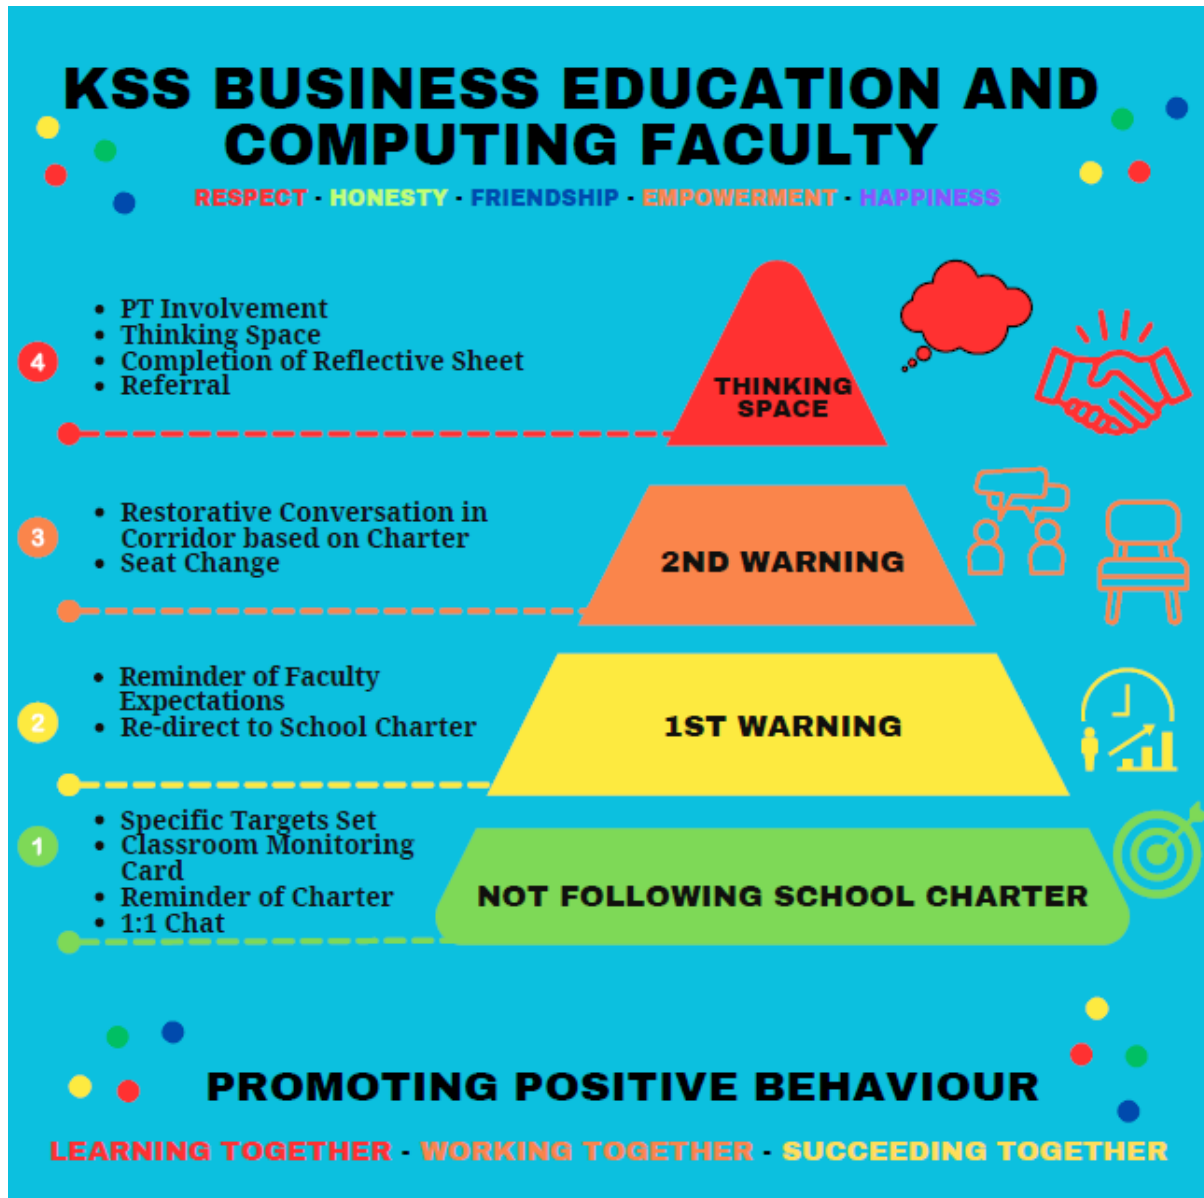 KSS BUSINESS EDUCATION AND
COMPUTING FACULTY
RESPECT - HONESTY - FRIENDSHIP - EMPOWERMENT - HAPPINESS
4
• PT Involvement
• Thinking Space
• Completion of Reflective Sheet
• Referral
THINKING
SPACE
3
• Restorative Conversation in
Corridor based on Charter
• Seat Change
2ND WARNING
2
• Reminder of Faculty
Expectations
• Re-direct to School Charter
1ST WARNING
1
• Specific Targets Set
• Classroom Monitoring
Card
• Reminder of Charter
• 1:1 Chat
NOT FOLLOWING SCHOOL CHARTER
PROMOTING POSITIVE BEHAVIOUR
LEARNING TOGETHER - WORKING TOGETHER - SUCCEEDING TOGETHER